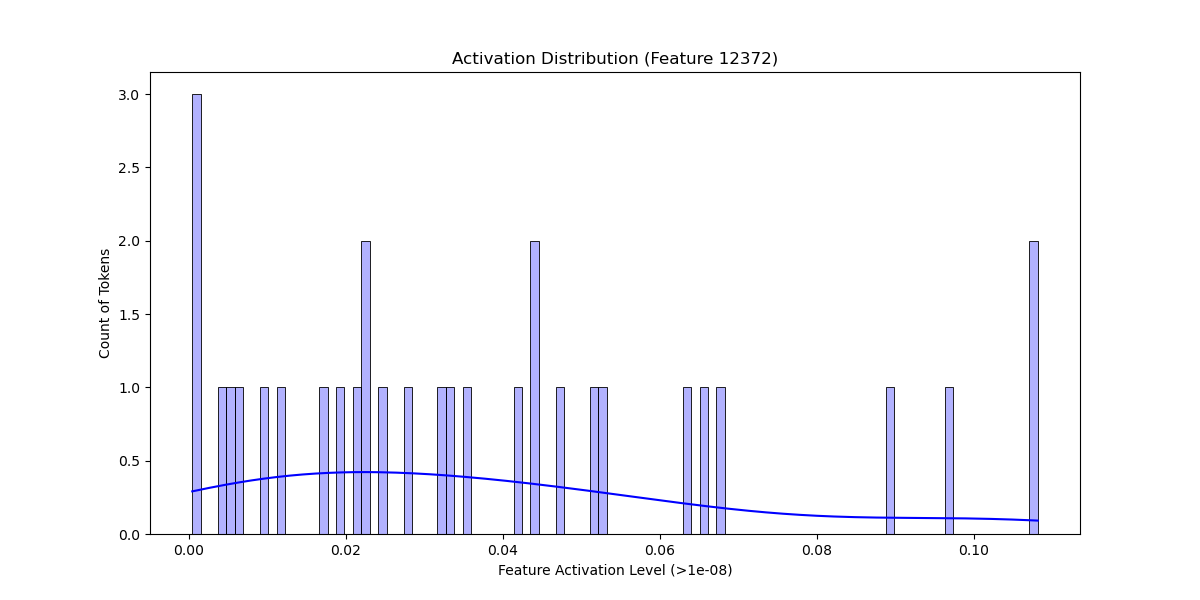 Activation Distribution (Feature 12372)
3.0
2.5
2.0
1.5
1.0
0.5
0.0
Count of Tokens
0.00 0.02 0.04 0.06 0.08 0.10
Feature Activation Level (>1e-08)